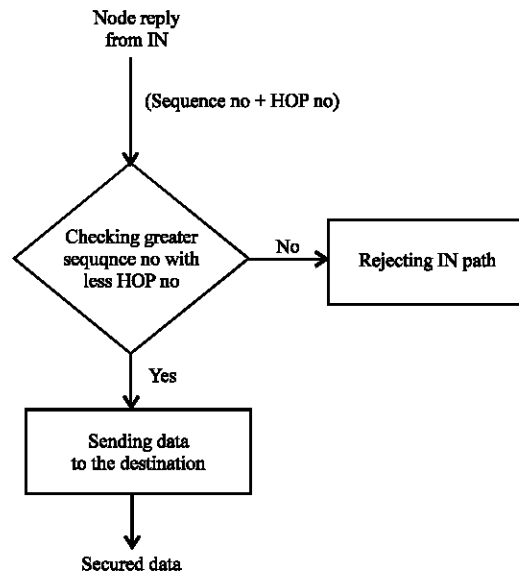 Node reply
from IN
(Sequence no + HOP no)
Checking greater
sequqnce no with
less HOP no
No
Rejecting IN path
Yes
Sending data
to the destination
Secured data